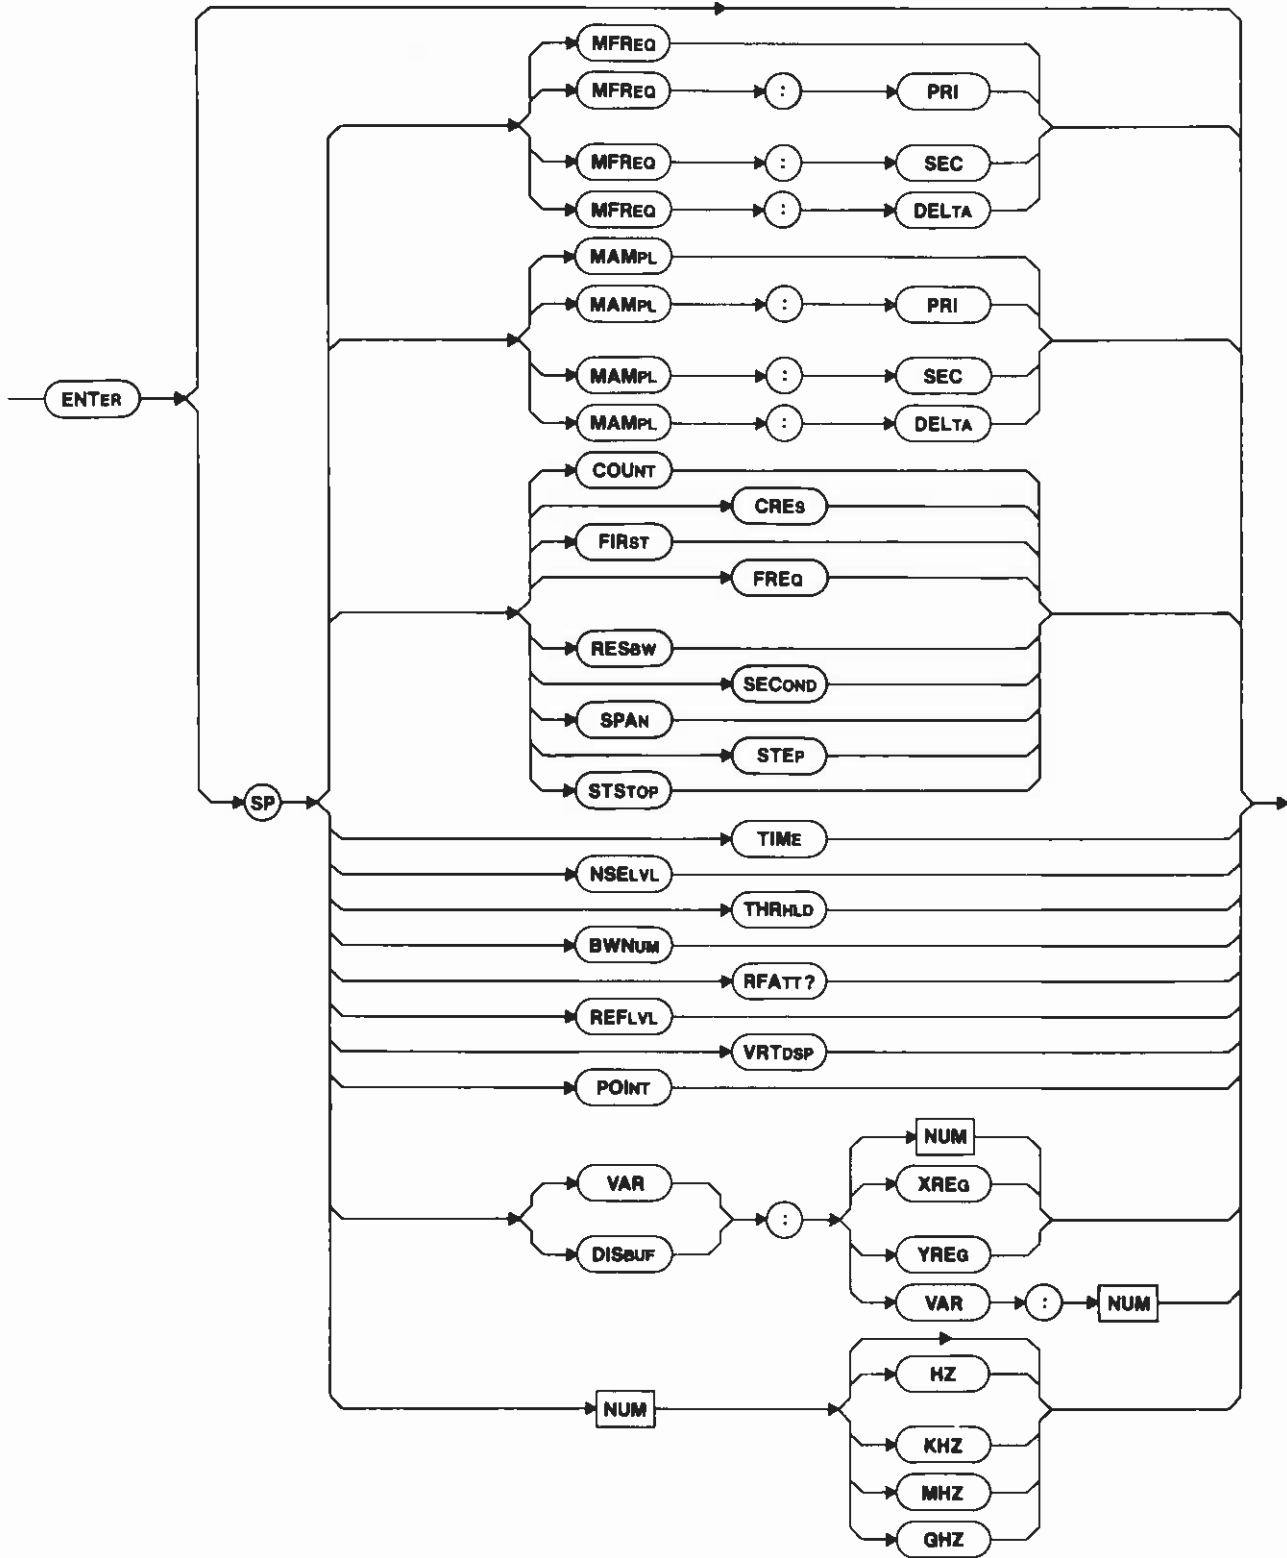 MFREQ
MFREQ : PRI
MFREQ : SEC
MFREQ : DELTA
MAMPL
MAMPL : PRI
MAMPL : SEC
ENTER
MAMPL : DELTA
COUNT
CRES
FIRST
FREQ
RESBW
SECOND
SPAN
STEP
STSTOP
SP
TIME
NSELVL
THRHLD
BWNUM
RFATT?
REFLVL
VRTDSP
POINT
NUM
VAR XREG
:
DISBUF YREG
VAR : NUM
HZ
NUM
KHZ
MHZ
GHZ